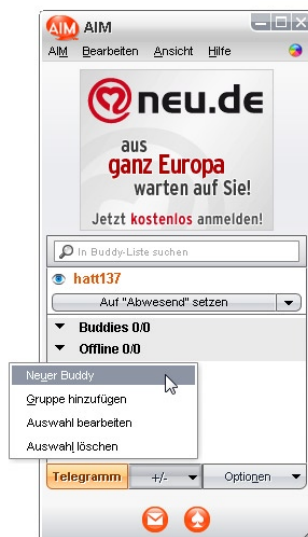 AIM AIM
AIM Bearbeiten Ansicht Hilfe
neu.de
aus
ganz Europa
warten auf Sie!
Jetzt kostenlos anmelden!
In Buddy-Liste suchen
hatt137
Auf "Abwesend" setzen
Buddies 0/0
Offline 0/0
Neuer Buddy
Gruppe hinzufügen
Auswahl bearbeiten
Auswahl löschen
Telegramm +/- Optionen